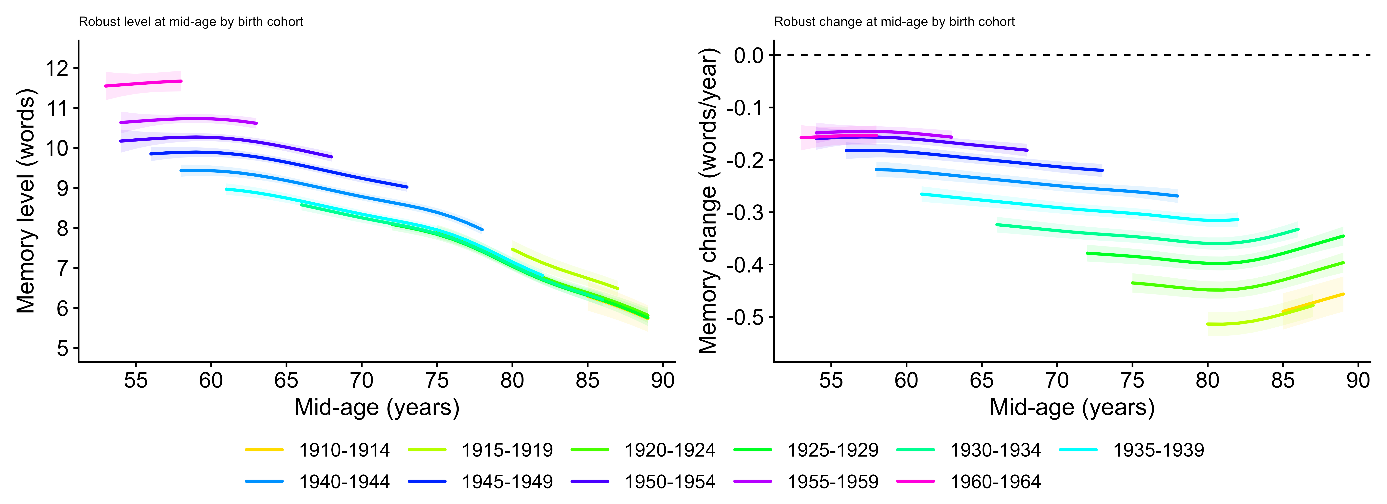 Robust level at mid-age by birth cohort
Memory level (words)
12
11
10
9
8
7
6
5
55 60 65 70 75 80 85 90
Mid-age (years)
Robust change at mid-age by birth cohort
Memory change (words/year)
0.0
-0.1
-0.2
-0.3
-0.4
-0.5
55 60 65 70 75 80 85 90
Mid-age (years)
1910-1914 1915-1919 1920-1924 1925-1929 1930-1934 1935-1939
1940-1944 1945-1949 1950-1954 1955-1959 1960-1964